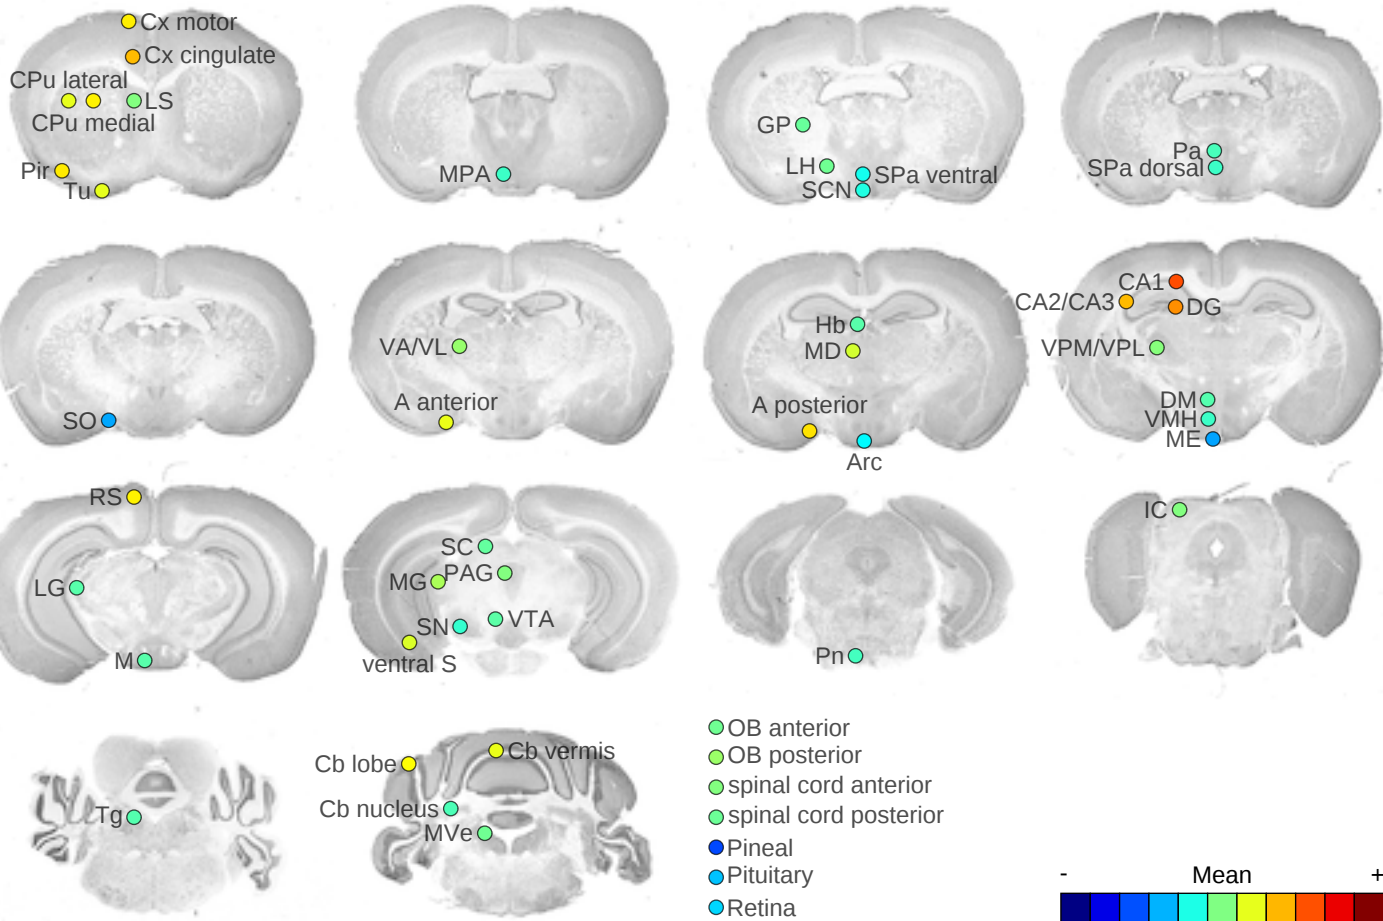 Cx motor
Cx cingulate
CPu lateral
LS
CPu medial
Pir
Tu
MPA
GP
LH
SPa ventral
SCN
Pa
SPa dorsal
SO
VA/VL
A anterior
Hb
MD
A posterior
Arc
CA1
CA2/CA3
DG
VPM/VPL
DM
VMH
ME
RS
LG
M
SC
MG
PAG
SN
VTA
ventral S
Pn
IC
Tg
Cb lobe
Cb vermis
Cb nucleus
MVe
OB anterior
OB posterior
spinal cord anterior
spinal cord posterior
Pineal
Pituitary
Retina
- Mean +